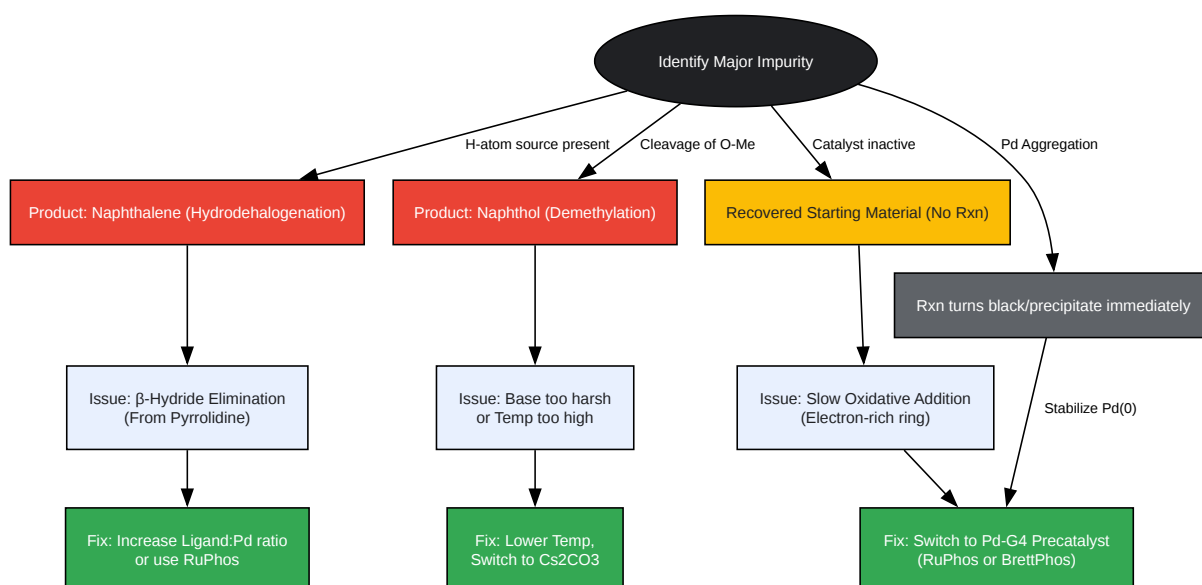 Identify Major Impurity
H-atom source present
Cleavage of O-Me
Catalyst inactive
Pd Aggregation
Product: Naphthalene (Hydrodehalogenation)
Product: Naphthol (Demethylation)
Recovered Starting Material (No Rxn)
Rxn turns black/precipitate immediately
Issue: β-Hydride Elimination
(From Pyrrolidine)
Issue: Base too harsh
or Temp too high
Issue: Slow Oxidative Addition
(Electron-rich ring)
Stabilize Pd(0)
Fix: Increase Ligand:Pd ratio
or use RuPhos
Fix: Lower Temp,
Switch to Cs2CO3
Fix: Switch to Pd-G4 Precatalyst
(RuPhos or BrettPhos)